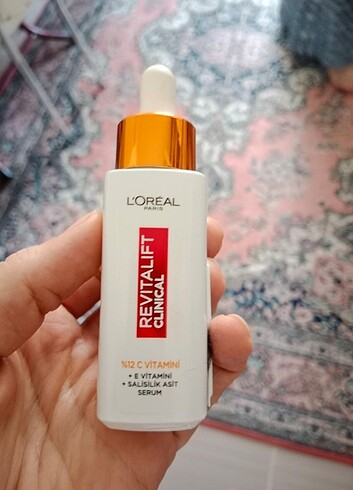 L'ORÉAL
PARIS
REVITALIFT
CLINICAL
%12 C VİTAMİNİ
+ E VİTAMİNİ
+ SALİSİLİK ASİT
SERUM